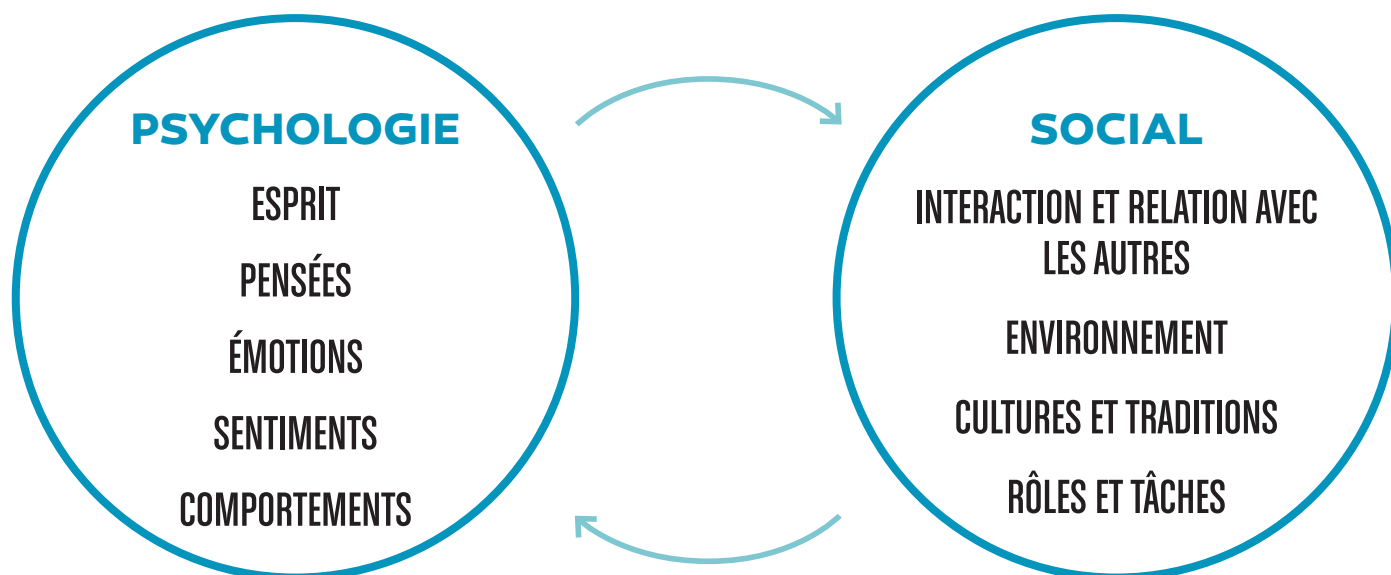 PSYCHOLOGIE
ESPRIT
PENSÉES
ÉMOTIONS
SENTIMENTS
COMPORTEMENTS
SOCIAL
INTERACTION ET RELATION AVEC
LES AUTRES
ENVIRONNEMENT
CULTURES ET TRADITIONS
RÔLES ET TÂCHES